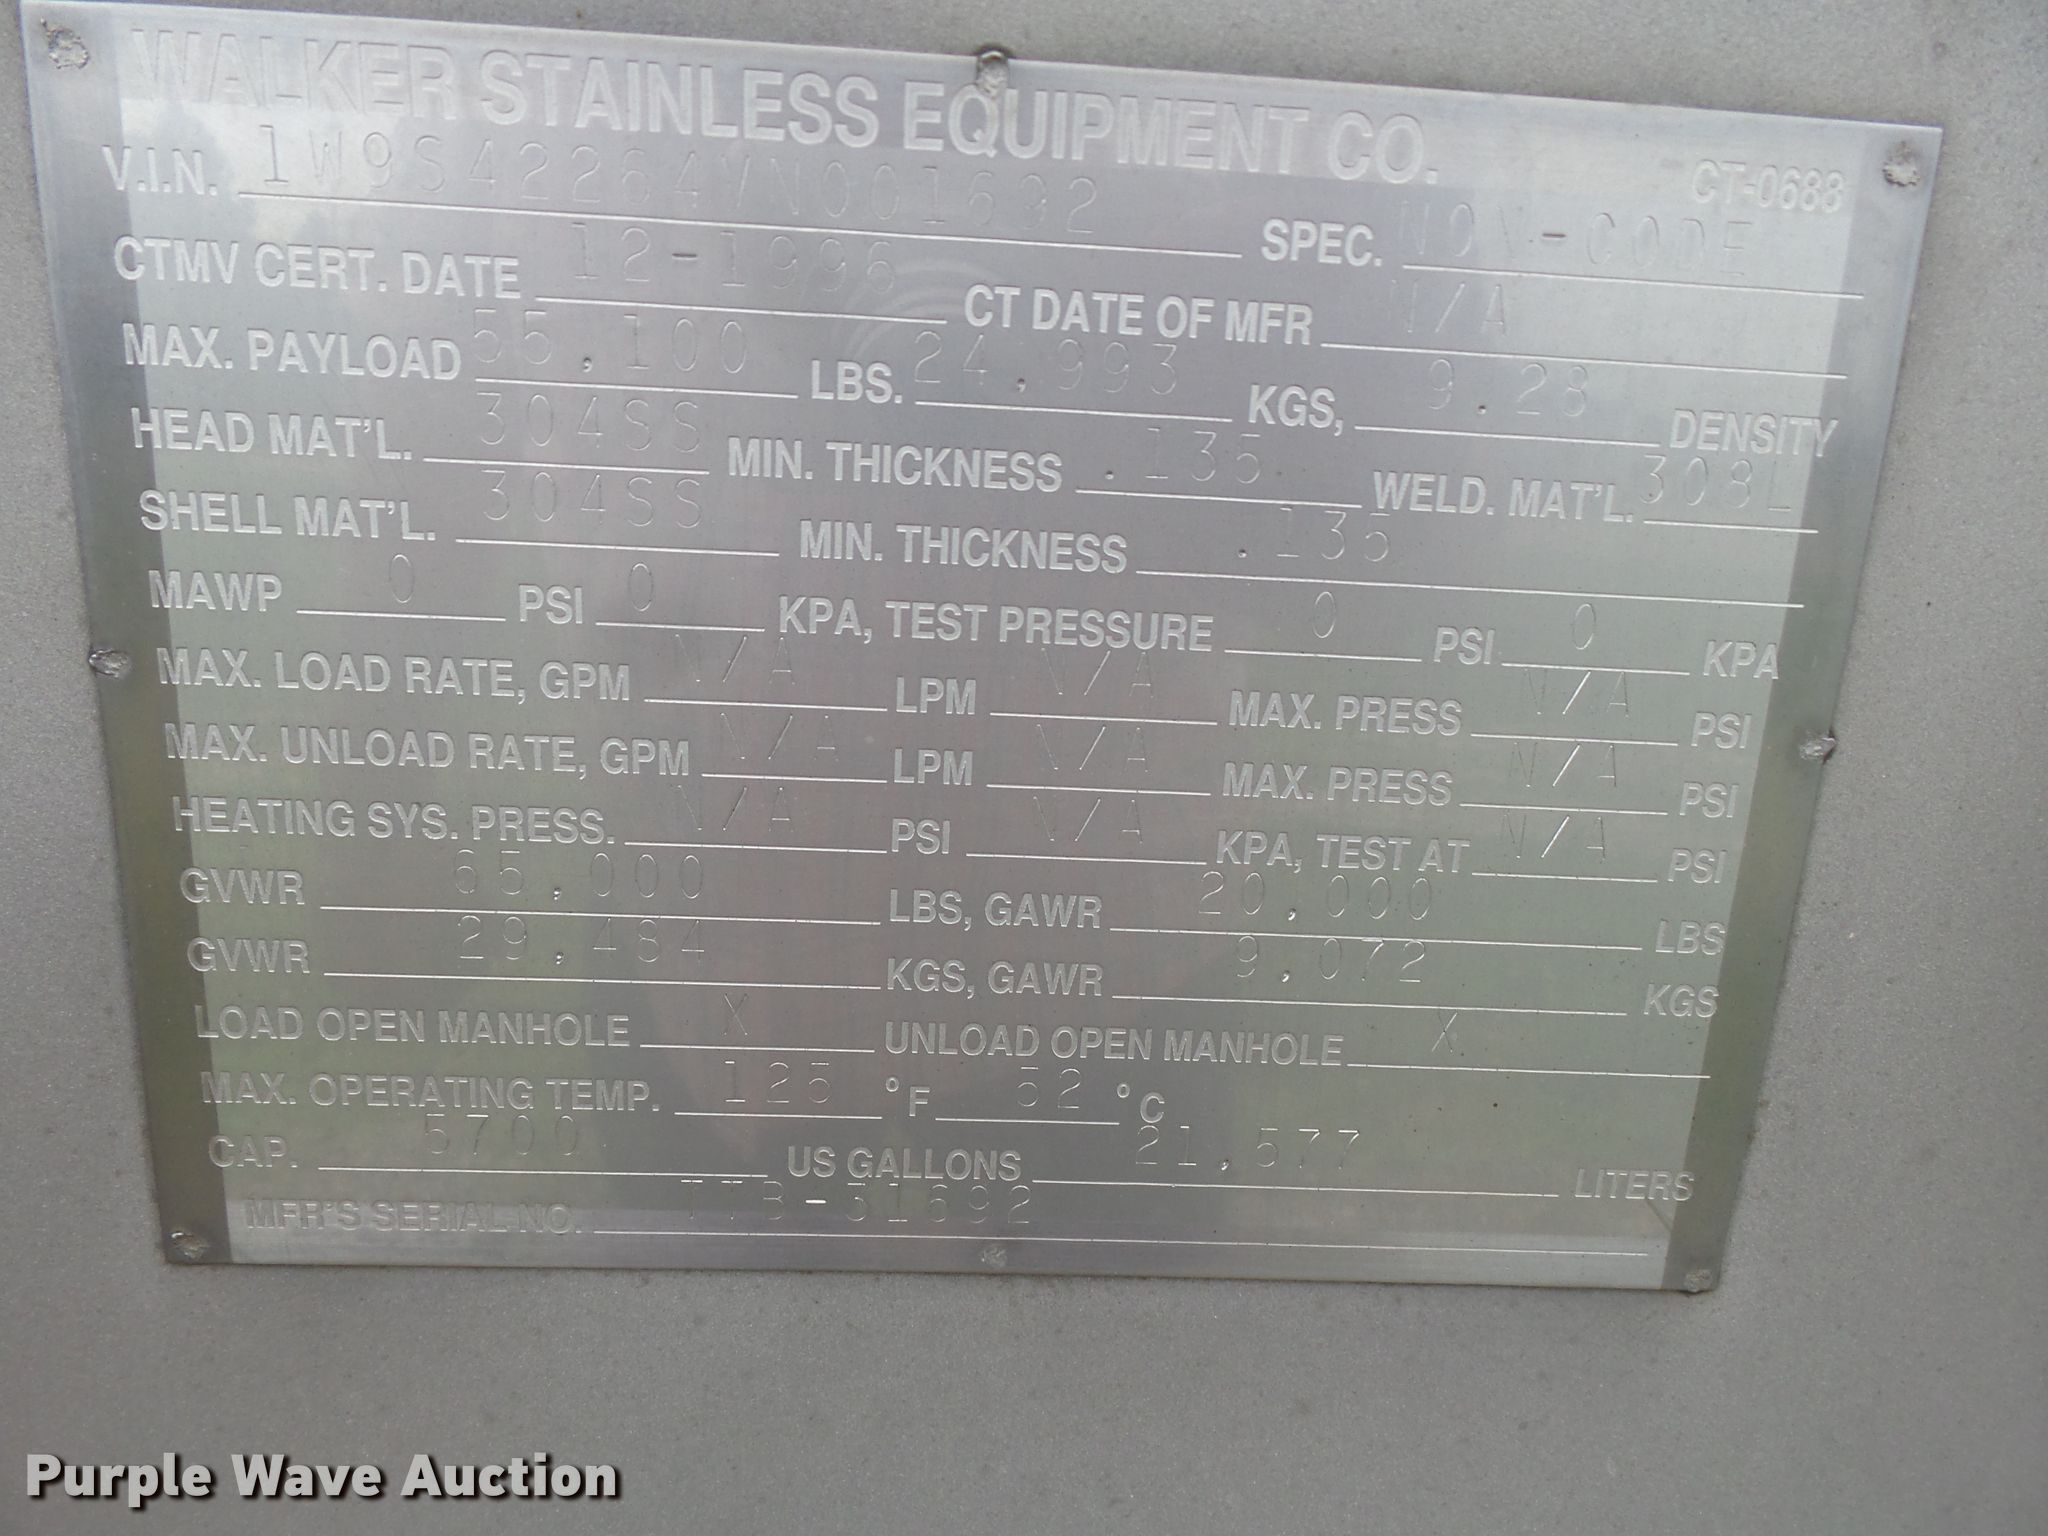 WALKER STAINLESS EQUIPMENT CO.
CT-0688
V.I.N. 1W9S42264VN001692 SPEC. NON-CODE
CTMV CERT. DATE 12-1996 CT DATE OF MFR N/A
MAX. PAYLOAD 55,100 LBS. 24,993 KGS, 9.28 DENSITY
HEAD MAT'L. 304SS MIN. THICKNESS .135 WELD. MAT'L. 308L
SHELL MAT'L. 304SS MIN. THICKNESS .135
MAWP 0 PSI 0 KPA, TEST PRESSURE 0 PSI 0 KPA
MAX. LOAD RATE, GPM N/A LPM N/A MAX. PRESS N/A PSI
MAX. UNLOAD RATE, GPM N/A LPM N/A MAX. PRESS N/A PSI
HEATING SYS. PRESS. N/A PSI N/A KPA, TEST AT N/A PSI
GVWR 65,000 LBS, GAWR 20,000 LBS
GVWR 29,484 KGS, GAWR 9,072 KGS
LOAD OPEN MANHOLE X UNLOAD OPEN MANHOLE X
MAX. OPERATING TEMP. 125 °F 52 °C
CAP. 5700 US GALLONS 21,577 LITERS
MFR'S SERIAL NO. TTB-31692
Purple Wave Auction